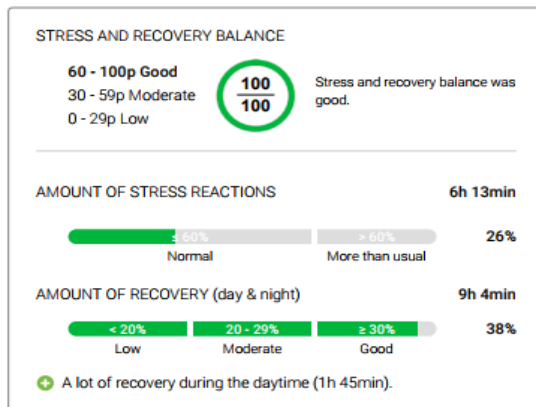 STRESS AND RECOVERY BALANCE
60 - 100p Good
30 - 59p Moderate
0 - 29p Low
100
100
Stress and recovery balance was
good.
AMOUNT OF STRESS REACTIONS 6h 13min
≤ 60% > 60% 26%
Normal More than usual
AMOUNT OF RECOVERY (day & night) 9h 4min
< 20% 20 - 29% ≥ 30% 38%
Low Moderate Good
A lot of recovery during the daytime (1h 45min).